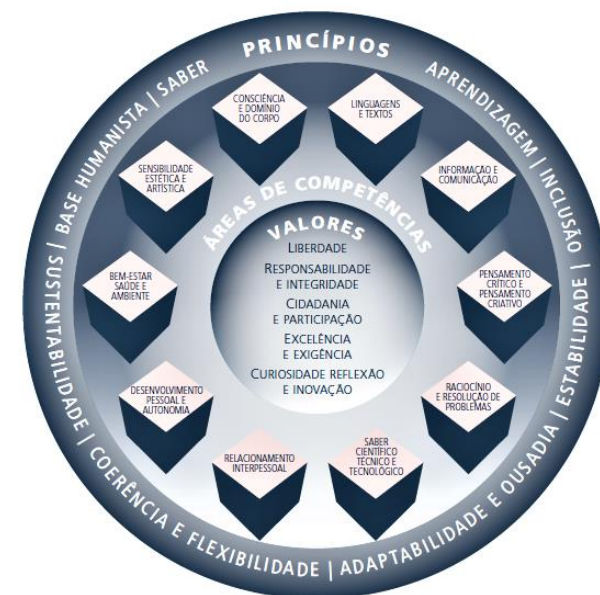 PRINCÍPIOS
APRENDIZAGEM | INCLUSÃO | ESTABILIDADE | ADAPTABILIDADE E OUSADIA | COERÊNCIA E FLEXIBILIDADE | SUSTENTABILIDADE | BASE HUMANISTA | SABER
ÁREAS DE COMPETÊNCIAS
LINGUAGENS
E TEXTOS
INFORMAÇÃO E
COMUNICAÇÃO
PENSAMENTO
CRÍTICO E
PENSAMENTO
CRIATIVO
RACIOCÍNIO
E RESOLUÇÃO DE
PROBLEMAS
SABER
CIENTÍFICO
TÉCNICO E
TECNOLÓGICO
RELACIONAMENTO
INTERPESSOAL
DESENVOLVIMENTO
PESSOAL E
AUTONOMIA
BEM-ESTAR
SAÚDE E
AMBIENTE
SENSIBILIDADE
ESTÉTICA E
ARTÍSTICA
CONSCIÊNCIA
E DOMÍNIO
DO CORPO
VALORES
LIBERDADE
RESPONSABILIDADE
E INTEGRIDADE
CIDADANIA
E PARTICIPAÇÃO
EXCELÊNCIA
E EXIGÊNCIA
CURIOSIDADE REFLEXÃO
E INOVAÇÃO